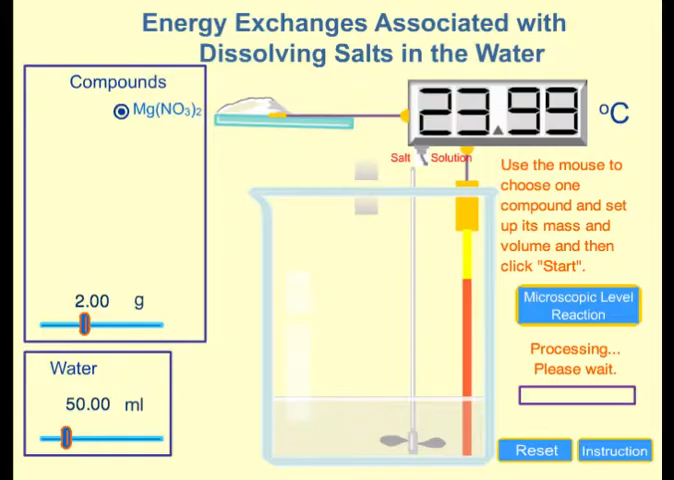 Energy Exchanges Associated with
Dissolving Salts in the Water
Compounds
Mg(NO₃)₂
2.00 g
Water
50.00 ml
23.99 ºC
Salt Solution
Use the mouse to
choose one
compound and set
up its mass and
volume and then
click "Start".
Microscopic Level
Reaction
Processing...
Please wait.
Reset
Instruction